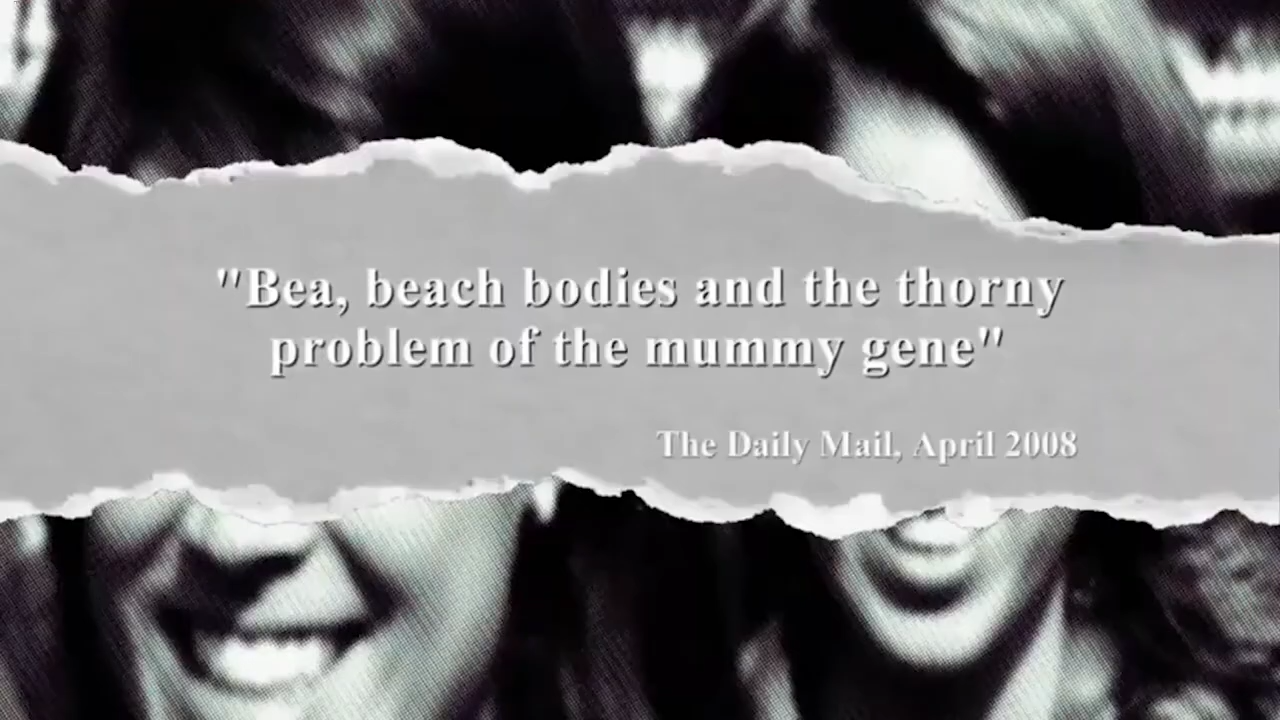 "Bea, beach bodies and the thorny
problem of the mummy gene"
The Daily Mail, April 2008